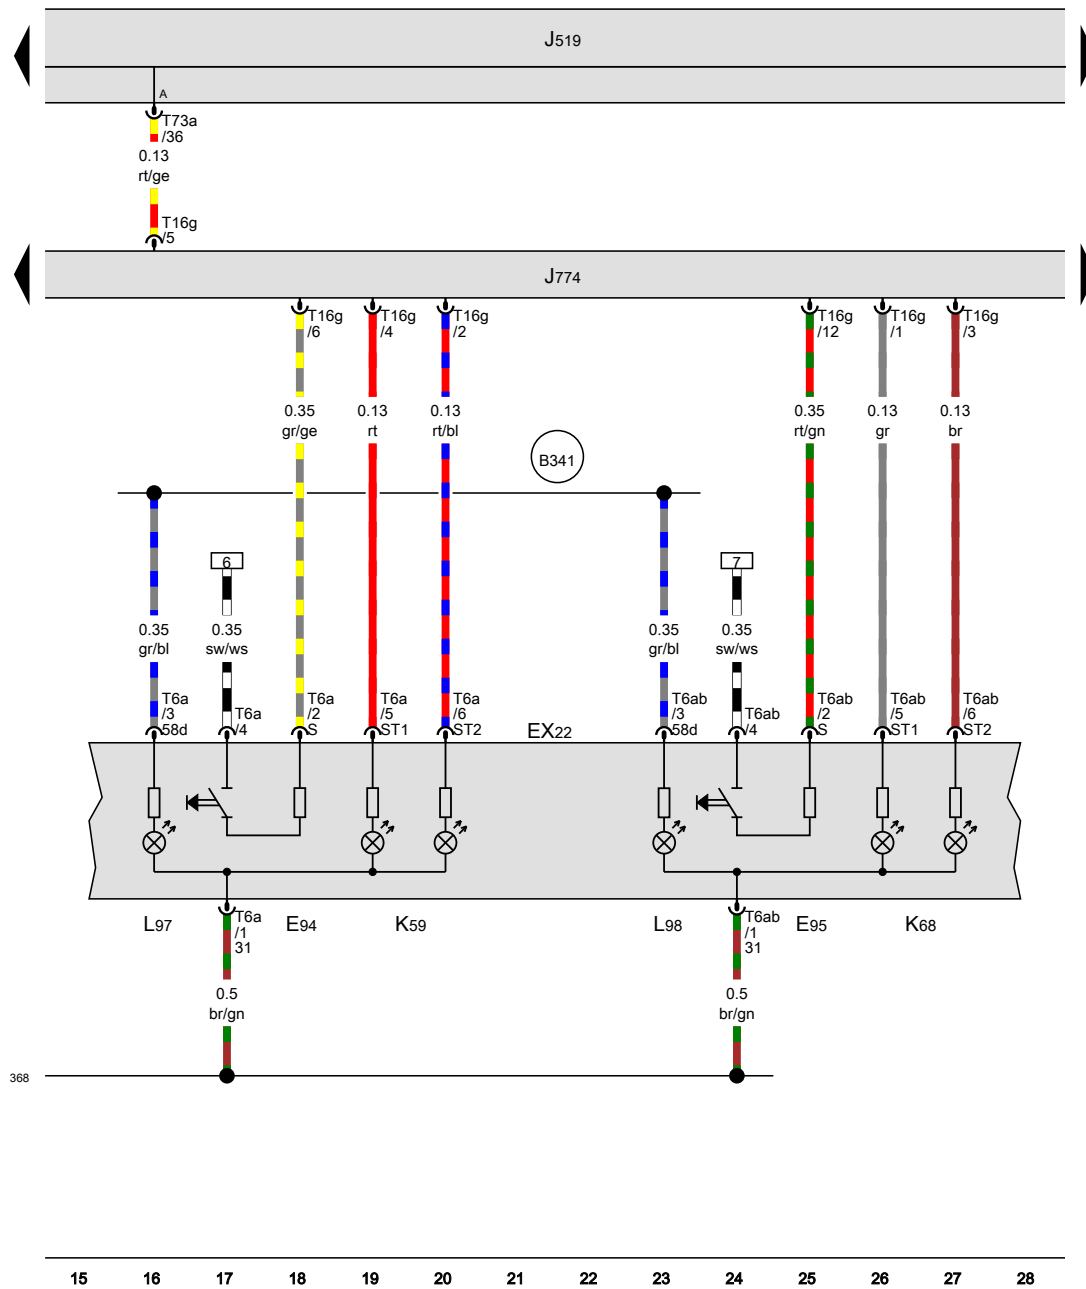 J519
A
T73a
/36
0.13
rt/ge
T16g
/5
J774
T16g
/6
T16g
/4
T16g
/2
T16g
/12
T16g
/1
T16g
/3
0.35
gr/ge
0.13
rt
0.13
rt/bl
0.35
rt/gn
0.13
gr
0.13
br
B341
6
7
0.35
gr/bl
0.35
sw/ws
0.35
gr/bl
0.35
sw/ws
T6a
/3
58d
T6a
/4
T6a
/2
S
T6a
/5
ST1
T6a
/6
ST2
EX22
T6ab
/3
58d
T6ab
/4
T6ab
/2
S
T6ab
/5
ST1
T6ab
/6
ST2
L97
T6a
/1
31
E94
K59
L98
T6ab
/1
31
E95
K68
0.5
br/gn
0.5
br/gn
368
15 16 17 18 19 20 21 22 23 24 25 26 27 28